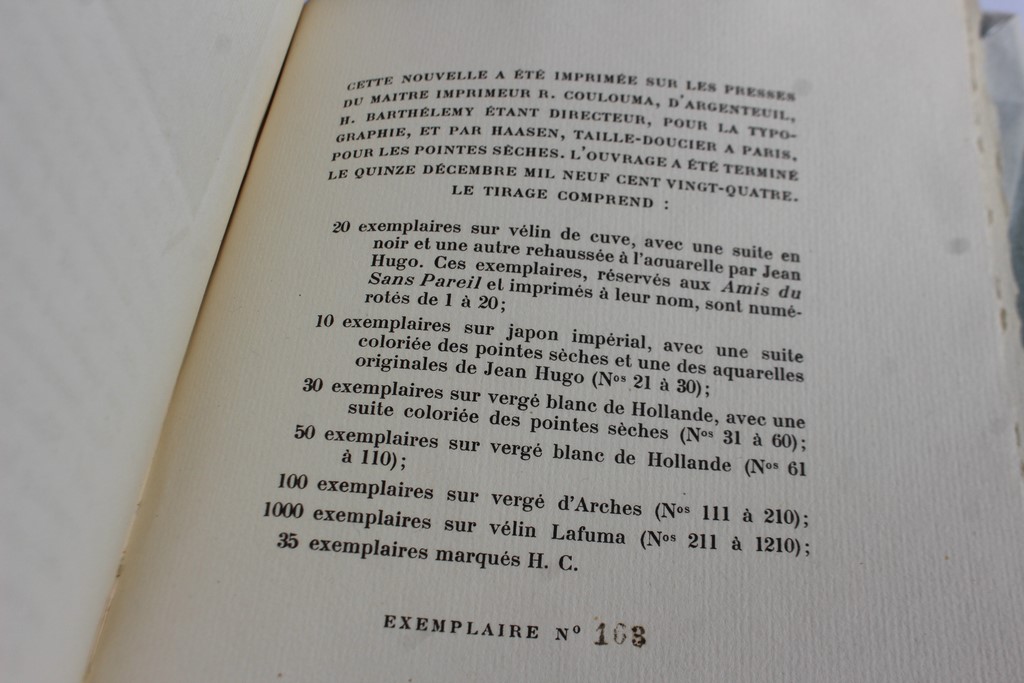 CETTE NOUVELLE A ÉTÉ IMPRIMÉE SUR LES PRESSES
DU MAITRE IMPRIMEUR R. COULOUMA, D'ARGENTEUIL,
H. BARTHÉLEMY ÉTANT DIRECTEUR, POUR LA TYPO-
GRAPHIE, ET PAR HAASEN, TAILLE-DOUCIER A PARIS,
POUR LES POINTES SÈCHES. L'OUVRAGE A ÉTÉ TERMINÉ
LE QUINZE DÉCEMBRE MIL NEUF CENT VINGT-QUATRE.
LE TIRAGE COMPREND :
20 exemplaires sur vélin de cuve, avec une suite en
noir et une autre rehaussée à l'aquarelle par Jean
Hugo. Ces exemplaires, réservés aux Amis du
Sans Pareil et imprimés à leur nom, sont numé-
rotés de 1 à 20;
10 exemplaires sur japon impérial, avec une suite
coloriée des pointes sèches et une des aquarelles
originales de Jean Hugo (Nos 21 à 30);
30 exemplaires sur vergé blanc de Hollande, avec une
suite coloriée des pointes sèches (Nos 31 à 60);
50 exemplaires sur vergé blanc de Hollande (Nos 61
à 110);
100 exemplaires sur vergé d'Arches (Nos 111 à 210);
1000 exemplaires sur vélin Lafuma (Nos 211 à 1210);
35 exemplaires marqués H. C.
EXEMPLAIRE No 163